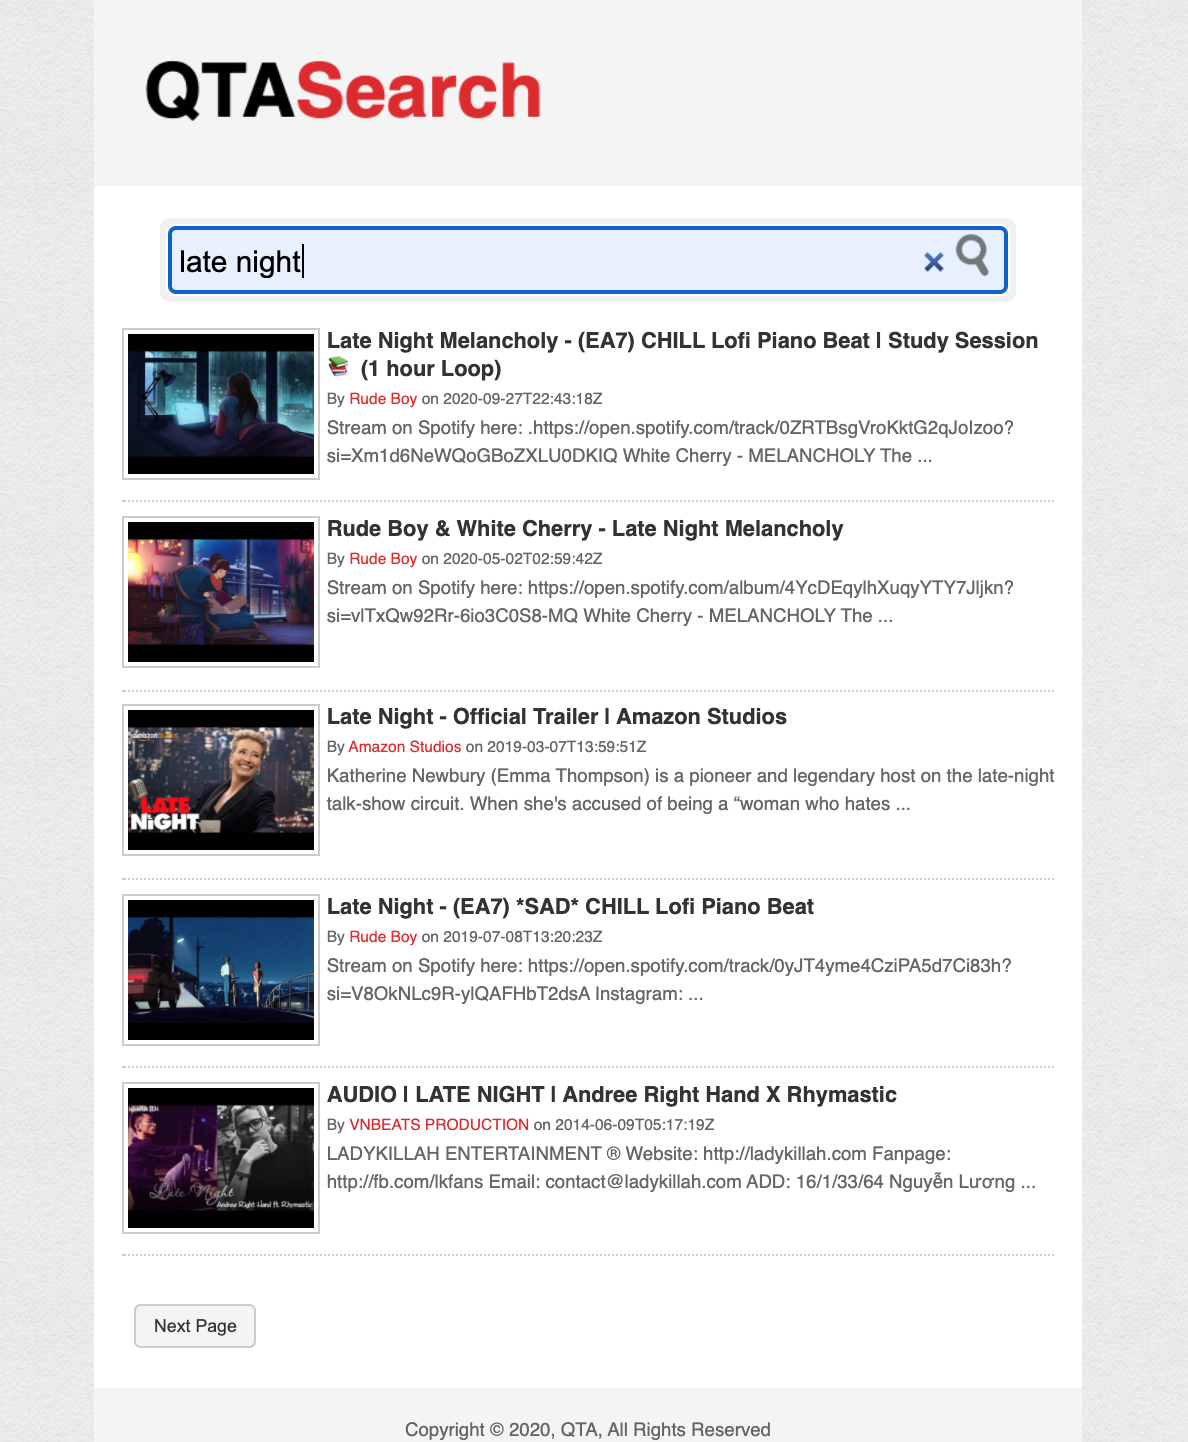 QTASearch
late night
Late Night Melancholy - (EA7) CHILL Lofi Piano Beat | Study Session
📚 (1 hour Loop)
By Rude Boy on 2020-09-27T22:43:18Z
Stream on Spotify here: .https://open.spotify.com/track/0ZRTBsgVroKktG2qJoIzoo?
si=Xm1d6NeWQoGBoZXLU0DKIQ White Cherry - MELANCHOLY The ...
Rude Boy & White Cherry - Late Night Melancholy
By Rude Boy on 2020-05-02T02:59:42Z
Stream on Spotify here: https://open.spotify.com/album/4YcDEqylhXuqyYTY7Jljkn?
si=vlTxQw92Rr-6io3C0S8-MQ White Cherry - MELANCHOLY The ...
amazonstudios
LATE
NiGHT
Late Night - Official Trailer | Amazon Studios
By Amazon Studios on 2019-03-07T13:59:51Z
Katherine Newbury (Emma Thompson) is a pioneer and legendary host on the late-night
talk-show circuit. When she's accused of being a “woman who hates ...
Late Night - (EA7) *SAD* CHILL Lofi Piano Beat
By Rude Boy on 2019-07-08T13:20:23Z
Stream on Spotify here: https://open.spotify.com/track/0yJT4yme4CziPA5d7Ci83h?
si=V8OkNLc9R-ylQAFHbT2dsA Instagram: ...
Late Night
Andree Right Hand ft. Rhymastic
AUDIO | LATE NIGHT | Andree Right Hand X Rhymastic
By VNBEATS PRODUCTION on 2014-06-09T05:17:19Z
LADYKILLAH ENTERTAINMENT ® Website: http://ladykillah.com Fanpage:
http://fb.com/lkfans Email: contact@ladykillah.com ADD: 16/1/33/64 Nguyễn Lương ...
Next Page
Copyright © 2020, QTA, All Rights Reserved